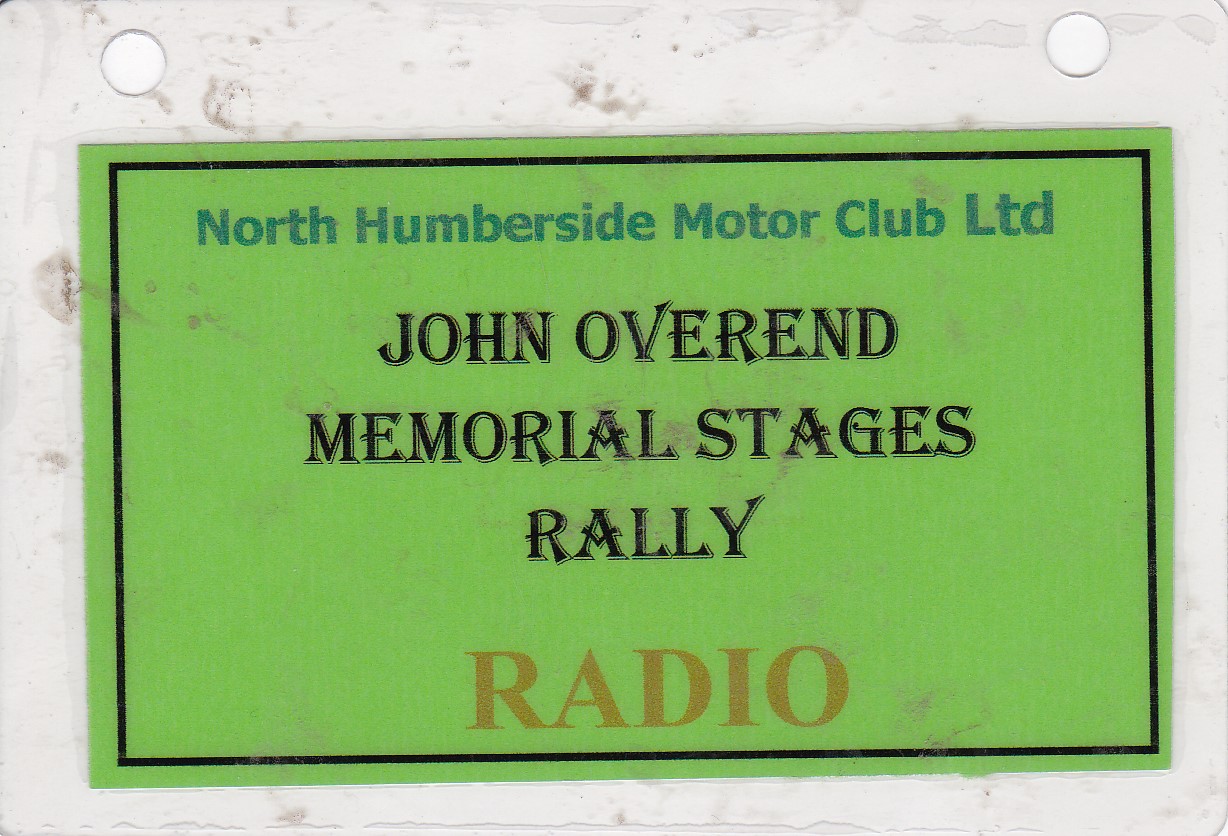 North Humberside Motor Club Ltd
JOHN OVEREND
MEMORIAL STAGES
RALLY
RADIO